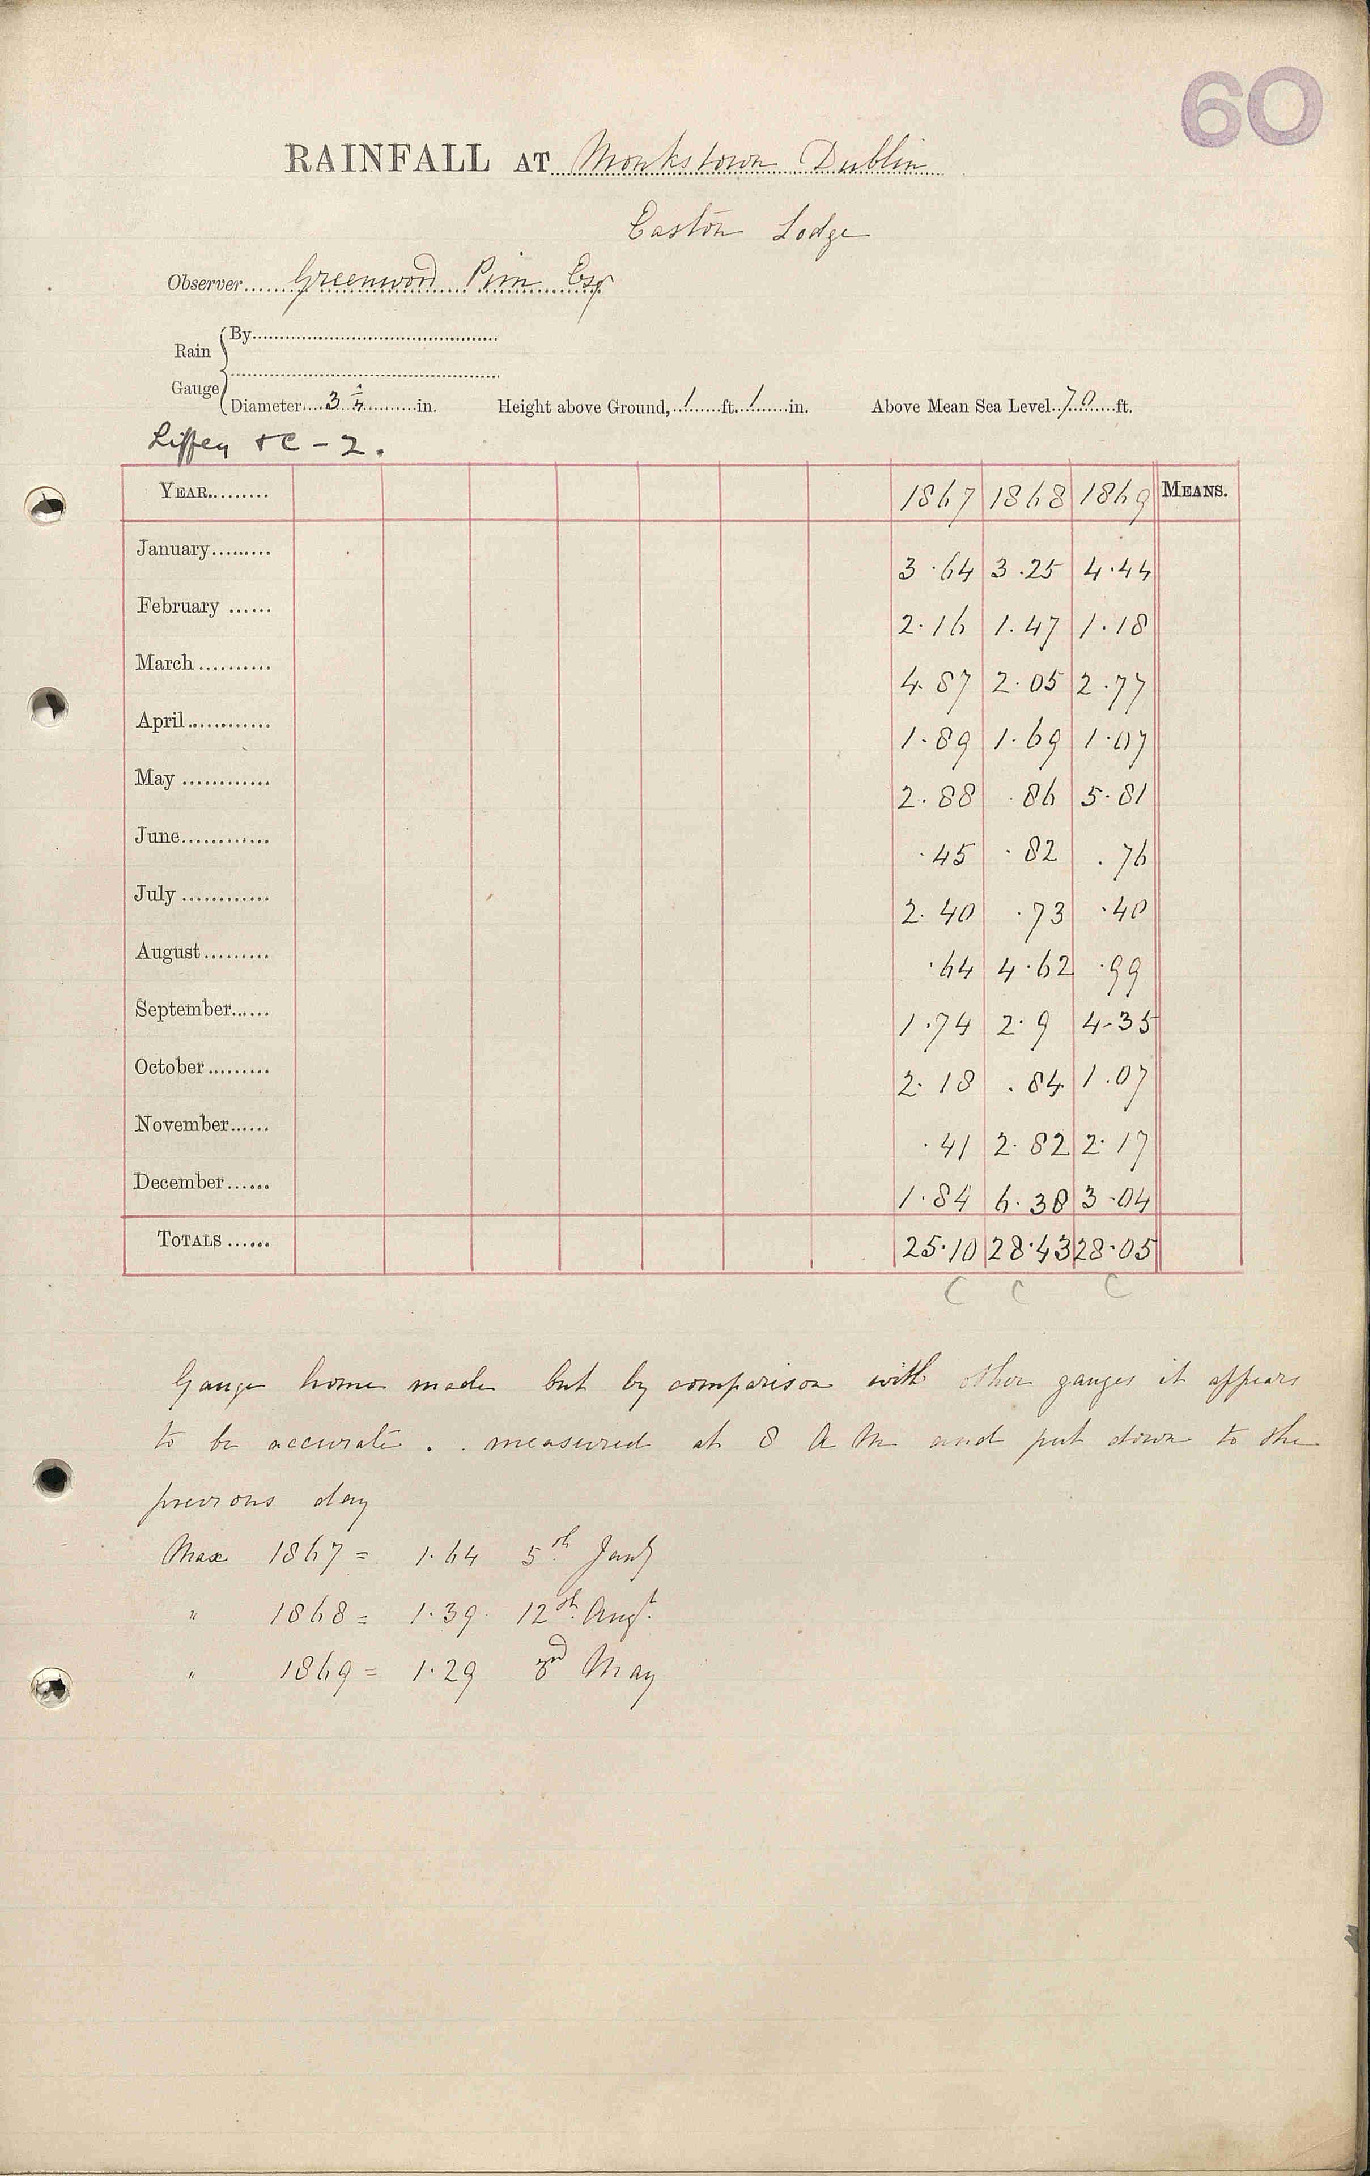 60
RAINFALL AT Monkstown Dublin
Easton Lodge
Observer Greenwood Pim Esq
Rain Gauge
By
Diameter 3 1/4 in. Height above Ground, 1 ft. 1 in. Above Mean Sea Level 70 ft.
Liffey &c - 2.
YEAR 1867 1868 1869 MEANS.
January 3.64 3.25 4.44
February 2.16 1.47 1.18
March 4.87 2.05 2.77
April 1.89 1.69 1.07
May 2.88 .86 5.81
June .45 .82 .76
July 2.40 .73 .40
August .64 4.62 .99
September 1.74 2.9 4.35
October 2.18 .84 1.07
November .41 2.82 2.17
December 1.84 6.38 3.04
TOTALS 25.10 28.43 28.05
C C C
Gauge home made but by comparison with other gauges it appears
to be accurate . . measured at 8 A M and put down to the
previous day
Max 1867 = 1.64 5th Jany
" 1868 = 1.39 12th Augt.
" 1869 = 1.29 May